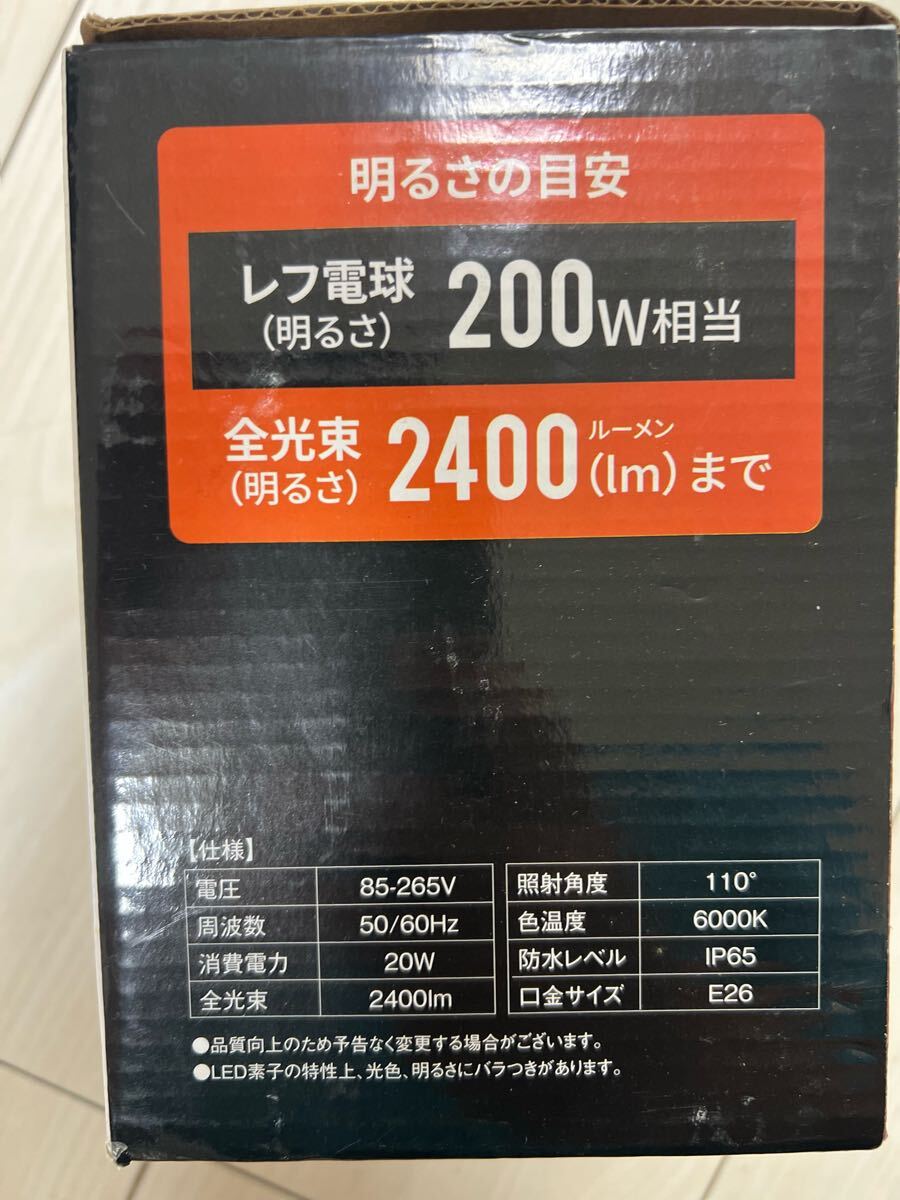 明るさの目安
レフ電球
(明るさ)
200W相当
全光束
(明るさ)
2400
ルーメン
(lm)まで
【仕様】
電圧 85-265V
周波数 50/60Hz
消費電力 20W
全光束 2400lm
照射角度 110°
色温度 6000K
防水レベル IP65
口金サイズ E26
●品質向上のため予告なく変更する場合がございます。
●LED素子の特性上、光色、明るさにバラつきがあります。